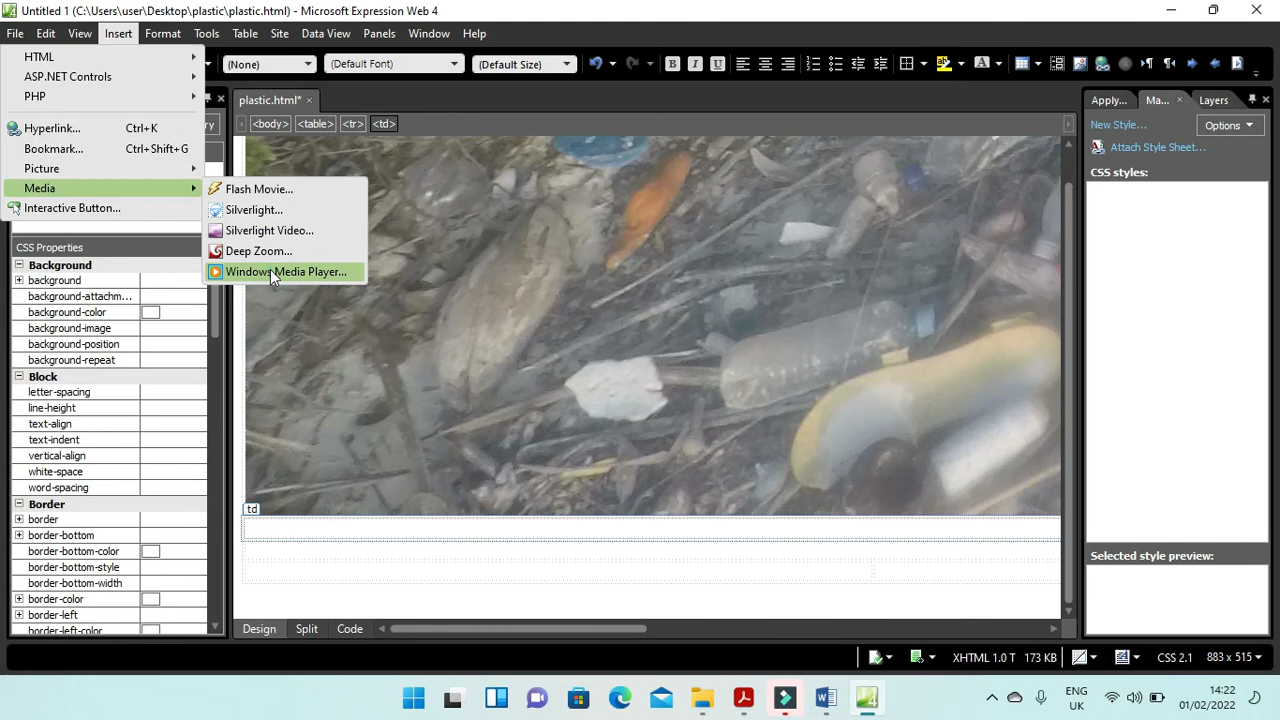 Untitled 1 (C:\Users\user\Desktop\plastic\plastic.html) - Microsoft Expression Web 4
File Edit View Insert Format Tools Table Site Data View Panels Window Help
HTML
ASP.NET Controls
PHP
Hyperlink... Ctrl+K
Bookmark... Ctrl+Shift+G
Picture
Media
Interactive Button...
Flash Movie...
Silverlight...
Silverlight Video...
Deep Zoom...
Windows Media Player...
(None) (Default Font) (Default Size) B I U
plastic.html*
<body> <table> <tr> <td>
td
CSS Properties
Background
background
background-attachm...
background-color
background-image
background-position
background-repeat
Block
letter-spacing
line-height
text-align
text-indent
vertical-align
white-space
word-spacing
Border
border
border-bottom
border-bottom-color
border-bottom-style
border-bottom-width
border-color
border-left
border-left-color
Design Split Code
Apply... Ma... Layers
New Style... Options
Attach Style Sheet...
CSS styles:
Selected style preview:
XHTML 1.0 T 173 KB CSS 2.1 883 x 515
ENG
UK
14:22
01/02/2022